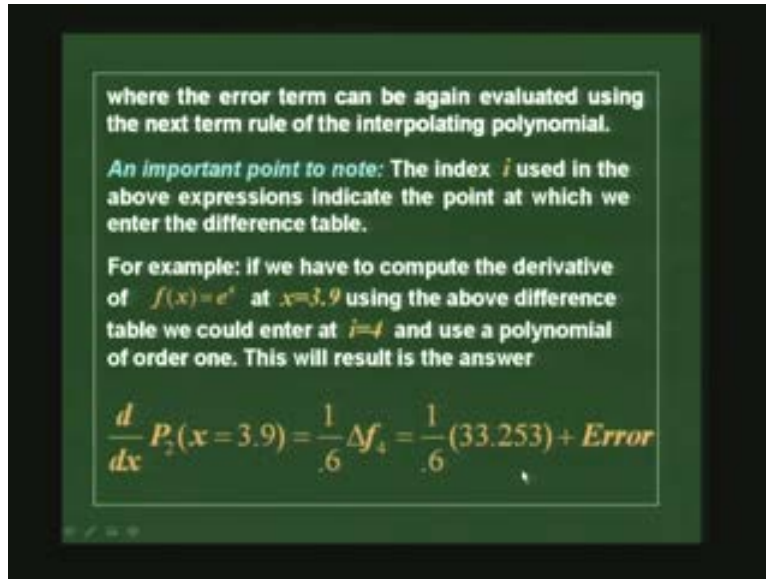 where the error term can be again evaluated using
the next term rule of the interpolating polynomial.
An important point to note: The index i used in the
above expressions indicate the point at which we
enter the difference table.
For example: if we have to compute the derivative
of f(x)=eˣ at x=3.9 using the above difference
table we could enter at i=4 and use a polynomial
of order one. This will result is the answer
d/dx P₂(x = 3.9) = 1/.6 Δf₄ = 1/.6 (33.253) + Error